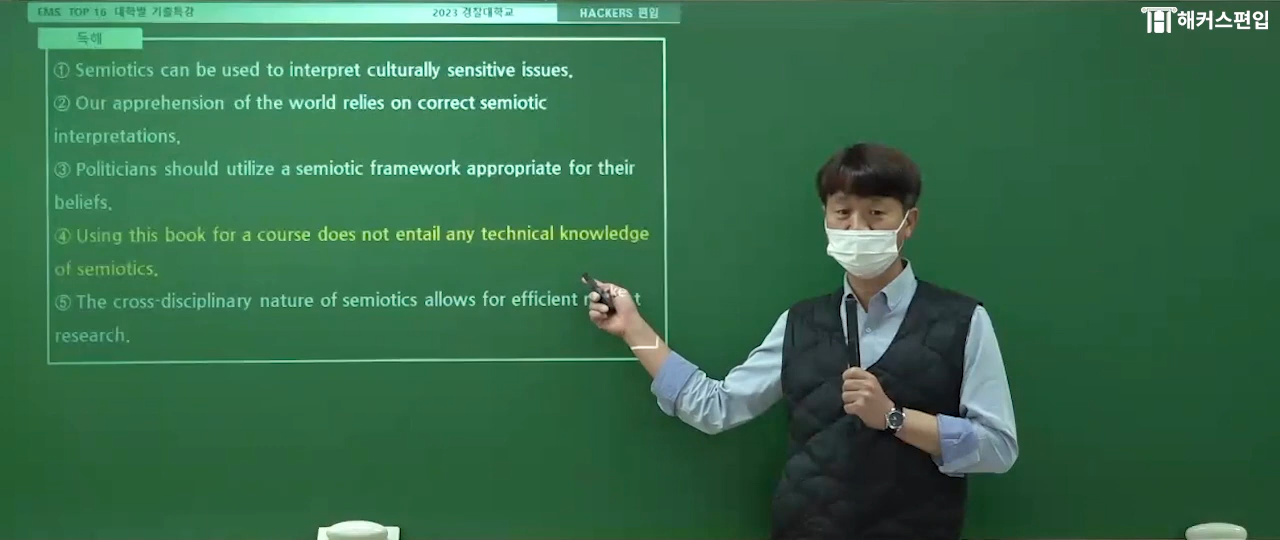 EMS TOP 16 대학별 기출특강
2023 경찰대학교
HACKERS 편입
해커스편입
독해
① Semiotics can be used to interpret culturally sensitive issues.
② Our apprehension of the world relies on correct semiotic
interpretations.
③ Politicians should utilize a semiotic framework appropriate for their
beliefs.
④ Using this book for a course does not entail any technical knowledge
of semiotics.
⑤ The cross-disciplinary nature of semiotics allows for efficient
research.